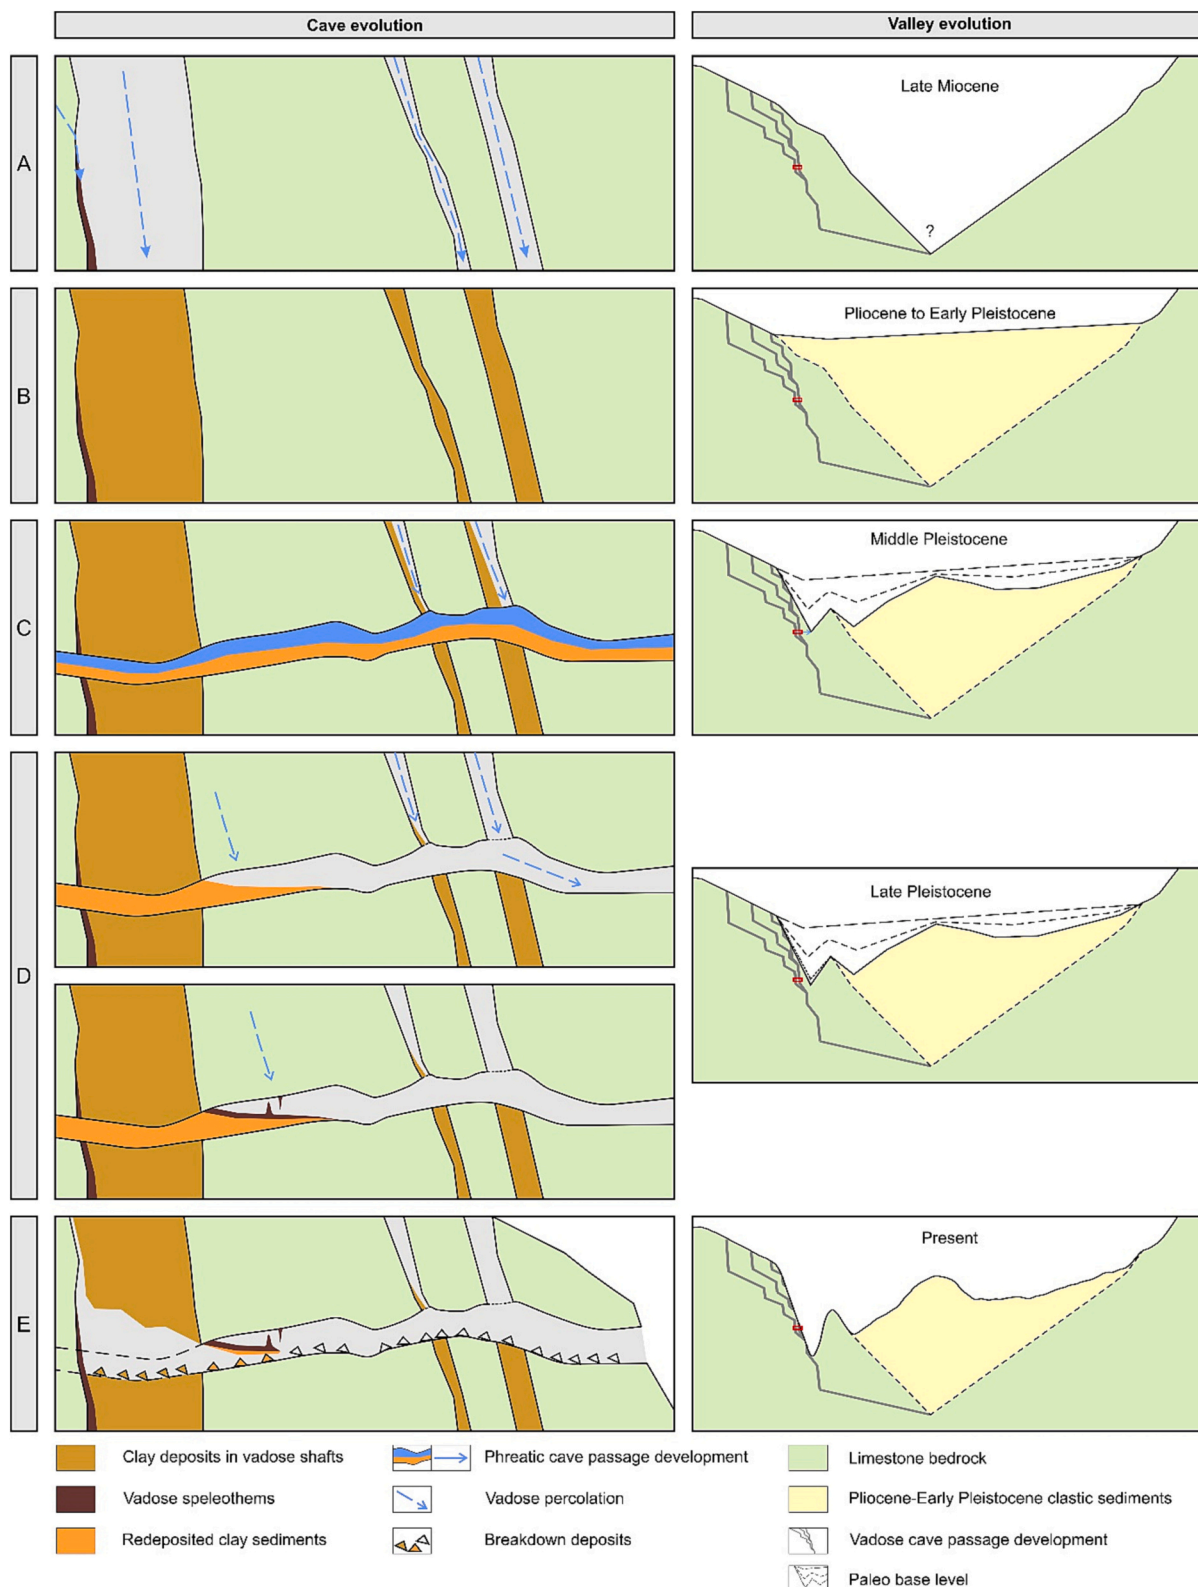 Cave evolution
Valley evolution
A
Late Miocene
?
B
Pliocene to Early Pleistocene
C
Middle Pleistocene
D
Late Pleistocene
E
Present
Clay deposits in vadose shafts
Phreatic cave passage development
Limestone bedrock
Vadose speleothems
Vadose percolation
Pliocene-Early Pleistocene clastic sediments
Redeposited clay sediments
Breakdown deposits
Vadose cave passage development
Paleo base level